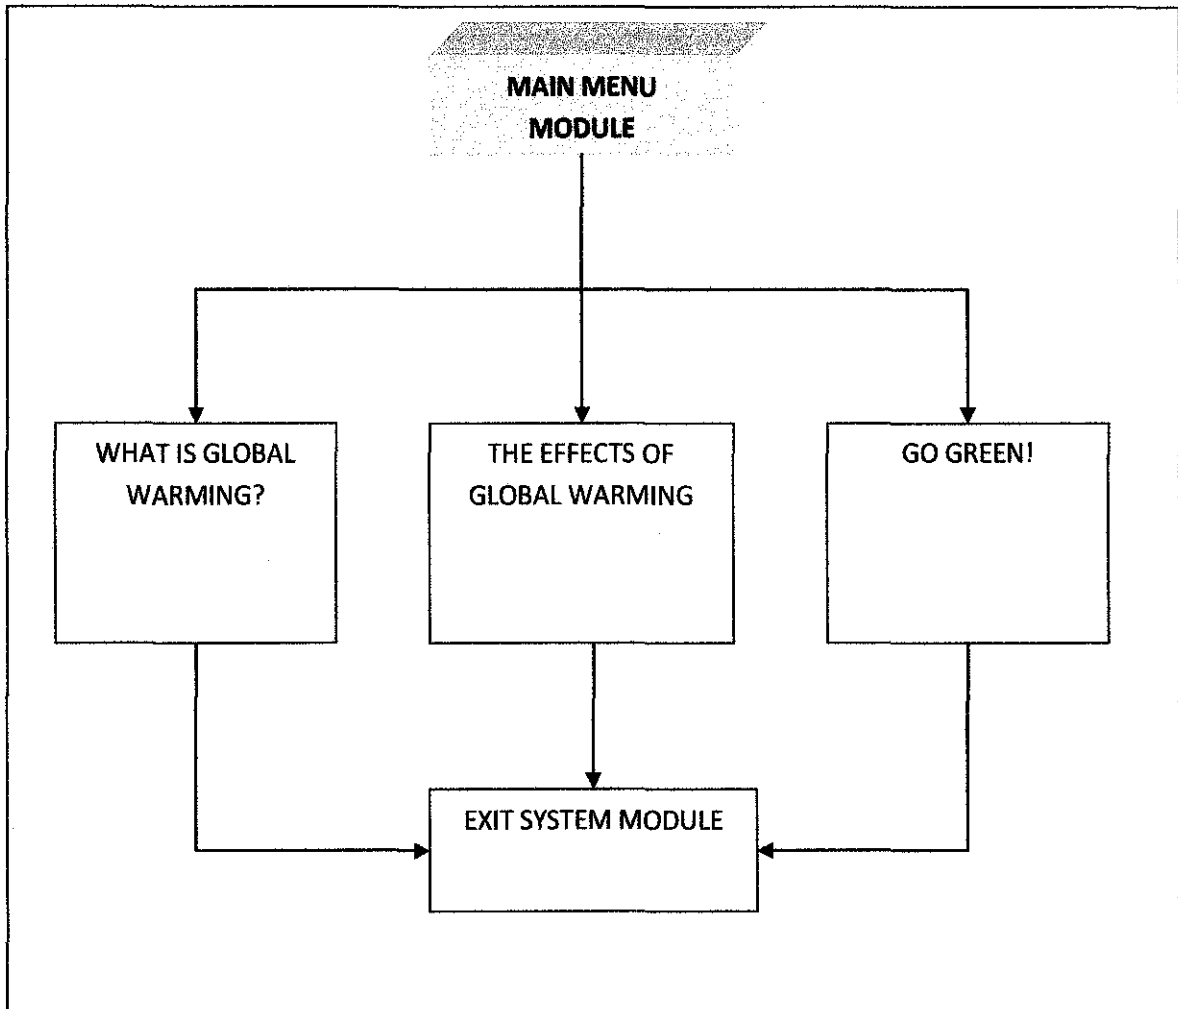 MAIN MENU
MODULE
WHAT IS GLOBAL
WARMING?
THE EFFECTS OF
GLOBAL WARMING
GO GREEN!
EXIT SYSTEM MODULE